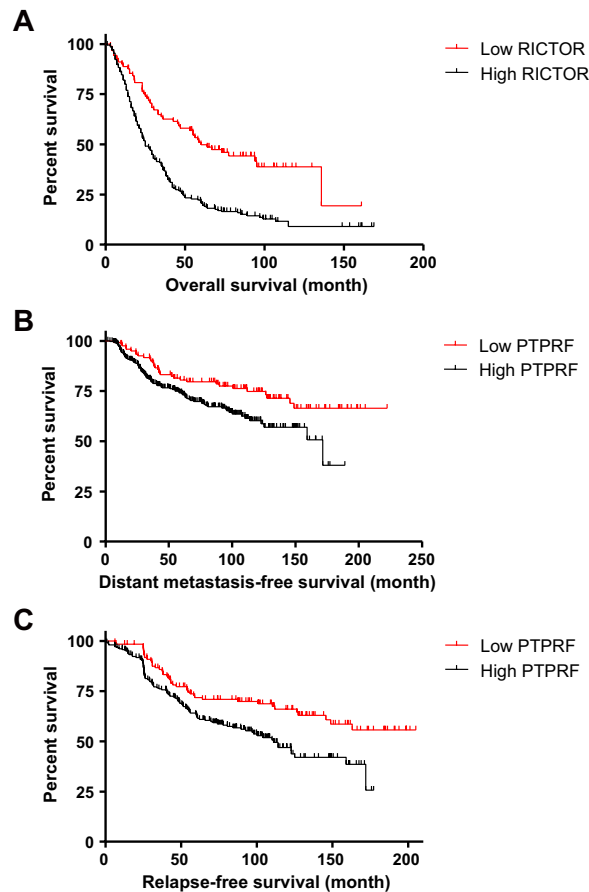 A
100
75
50
25
0
Percent survival
0 50 100 150 200
Overall survival (month)
Low RICTOR
High RICTOR
B
100
75
50
25
0
Percent survival
0 50 100 150 200 250
Distant metastasis-free survival (month)
Low PTPRF
High PTPRF
C
100
75
50
25
0
Percent survival
0 50 100 150 200
Relapse-free survival (month)
Low PTPRF
High PTPRF